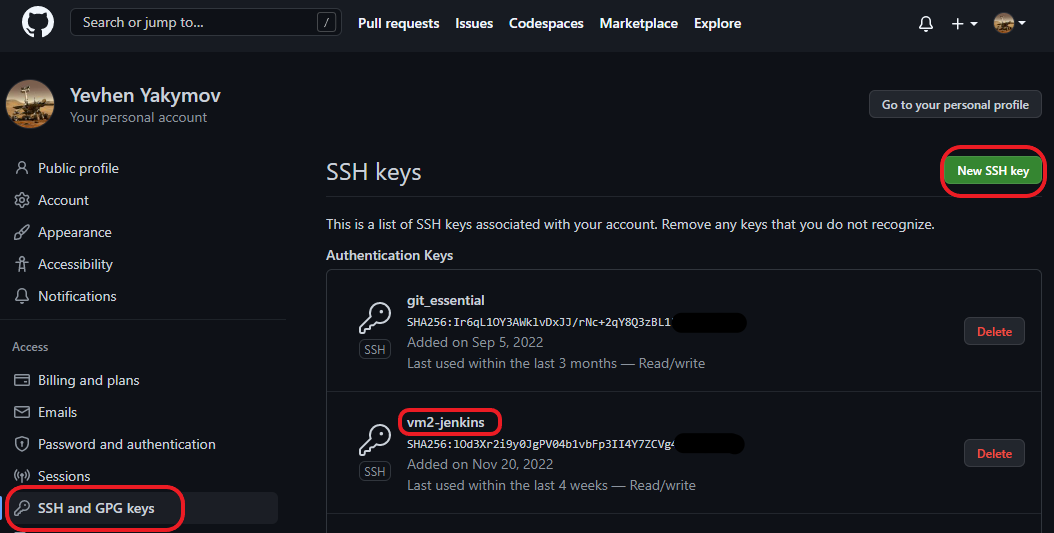 Search or jump to... / Pull requests Issues Codespaces Marketplace Explore
Yevhen Yakymov
Your personal account
Go to your personal profile
Public profile
Account
Appearance
Accessibility
Notifications
Access
Billing and plans
Emails
Password and authentication
Sessions
SSH and GPG keys
SSH keys
New SSH key
This is a list of SSH keys associated with your account. Remove any keys that you do not recognize.
Authentication Keys
git_essential
SHA256:Ir6qL1OY3AWklvDxJJ/rNc+2qY8Q3zBL1
SSH
Added on Sep 5, 2022
Last used within the last 3 months — Read/write
Delete
vm2-jenkins
SHA256:lOd3Xr2i9y0JgPV04b1vbFp3II4Y7ZCVg
SSH
Added on Nov 20, 2022
Last used within the last 4 weeks — Read/write
Delete